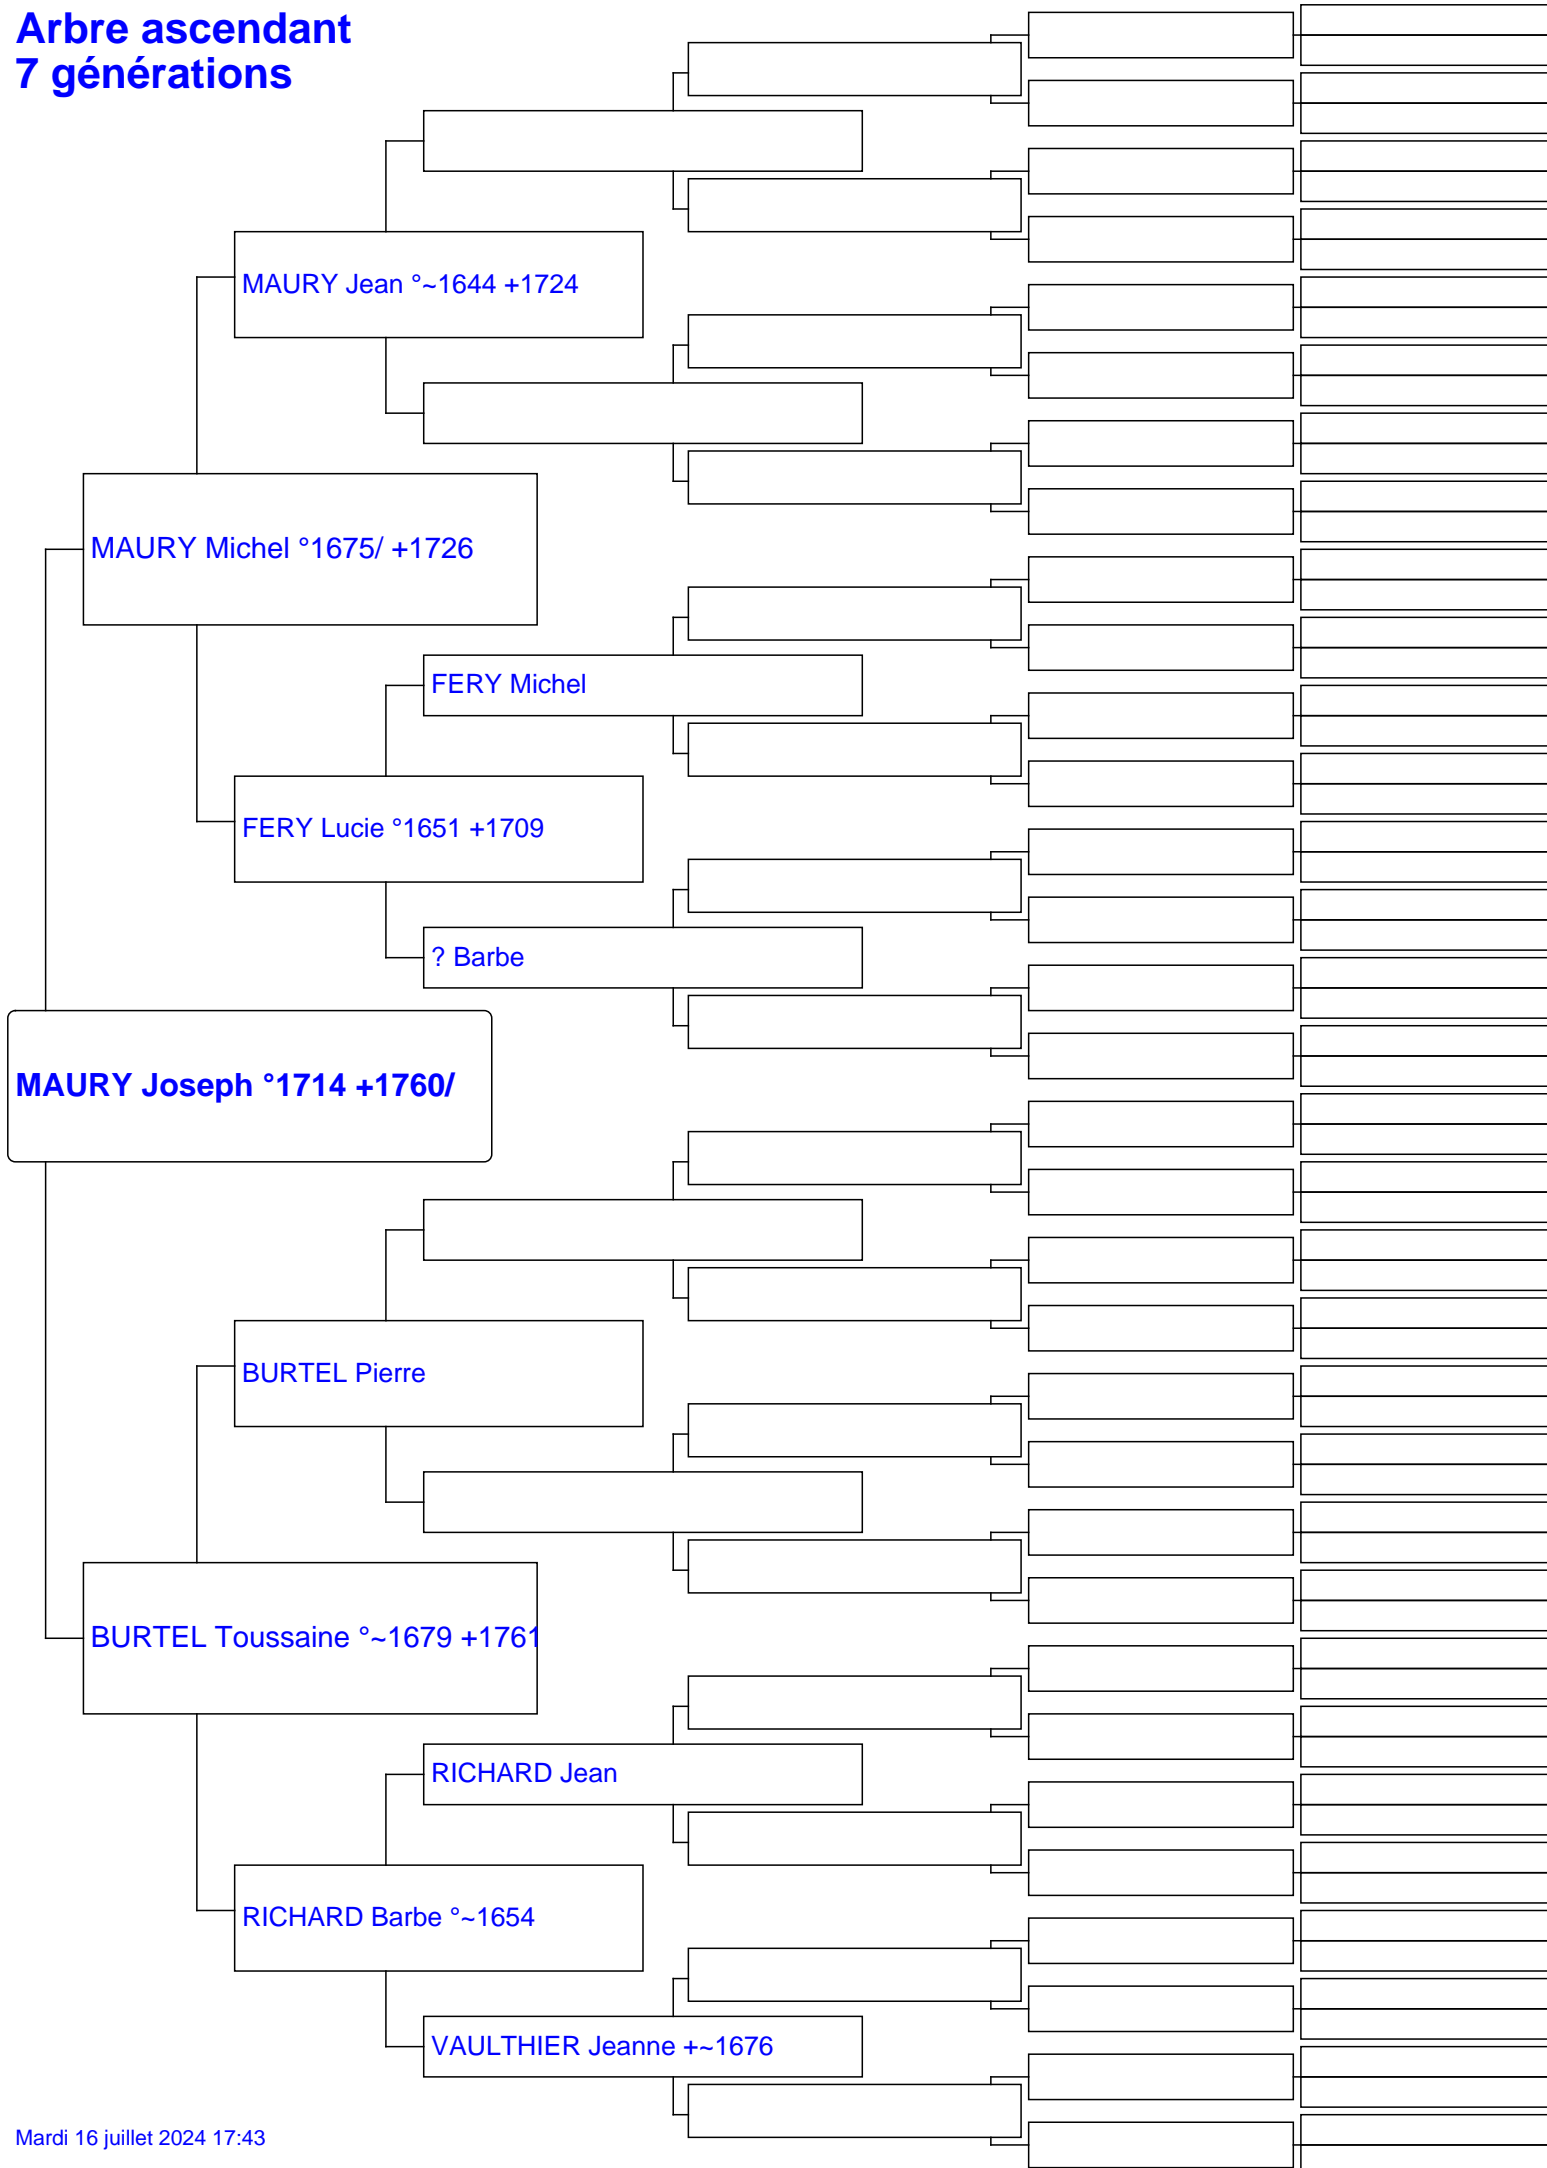 Arbre ascendant
7 générations
MAURY Jean °~1644 +1724
MAURY Michel °1675/ +1726
FERY Michel
FERY Lucie °1651 +1709
? Barbe
MAURY Joseph °1714 +1760/
BURTEL Pierre
BURTEL Toussaine °~1679 +1761
RICHARD Jean
RICHARD Barbe °~1654
VAULTHIER Jeanne +~1676
Mardi 16 juillet 2024 17:43